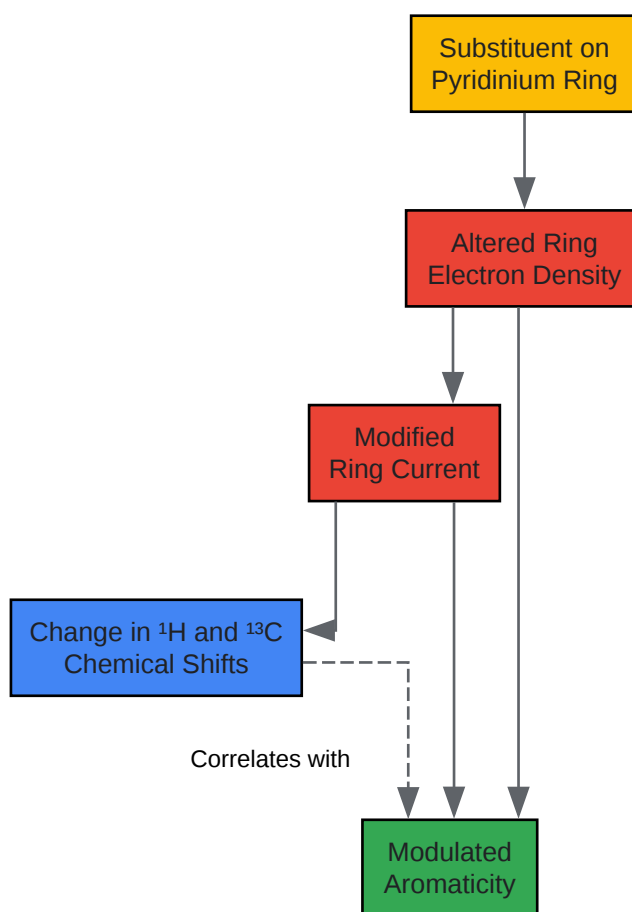 Substituent on
Pyridinium Ring
Altered Ring
Electron Density
Modified
Ring Current
Change in ¹H and ¹³C
Chemical Shifts
Correlates with
Modulated
Aromaticity